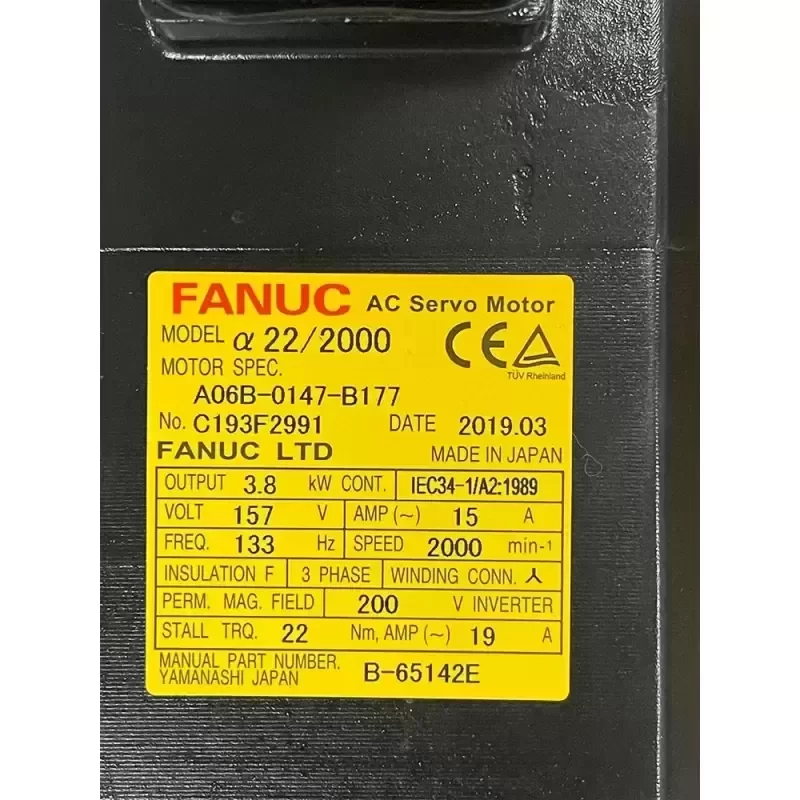 FANUC AC Servo Motor
MODEL α 22/2000
MOTOR SPEC.
A06B-0147-B177
TÜV Rheinland
No. C193F2991 DATE 2019.03
FANUC LTD MADE IN JAPAN
OUTPUT 3.8 kW CONT. IEC34-1/A2:1989
VOLT 157 V AMP (~) 15 A
FREQ. 133 Hz SPEED 2000 min-1
INSULATION F 3 PHASE WINDING CONN. 人
PERM. MAG. FIELD 200 V INVERTER
STALL TRQ. 22 Nm, AMP (~) 19 A
MANUAL PART NUMBER. B-65142E
YAMANASHI JAPAN